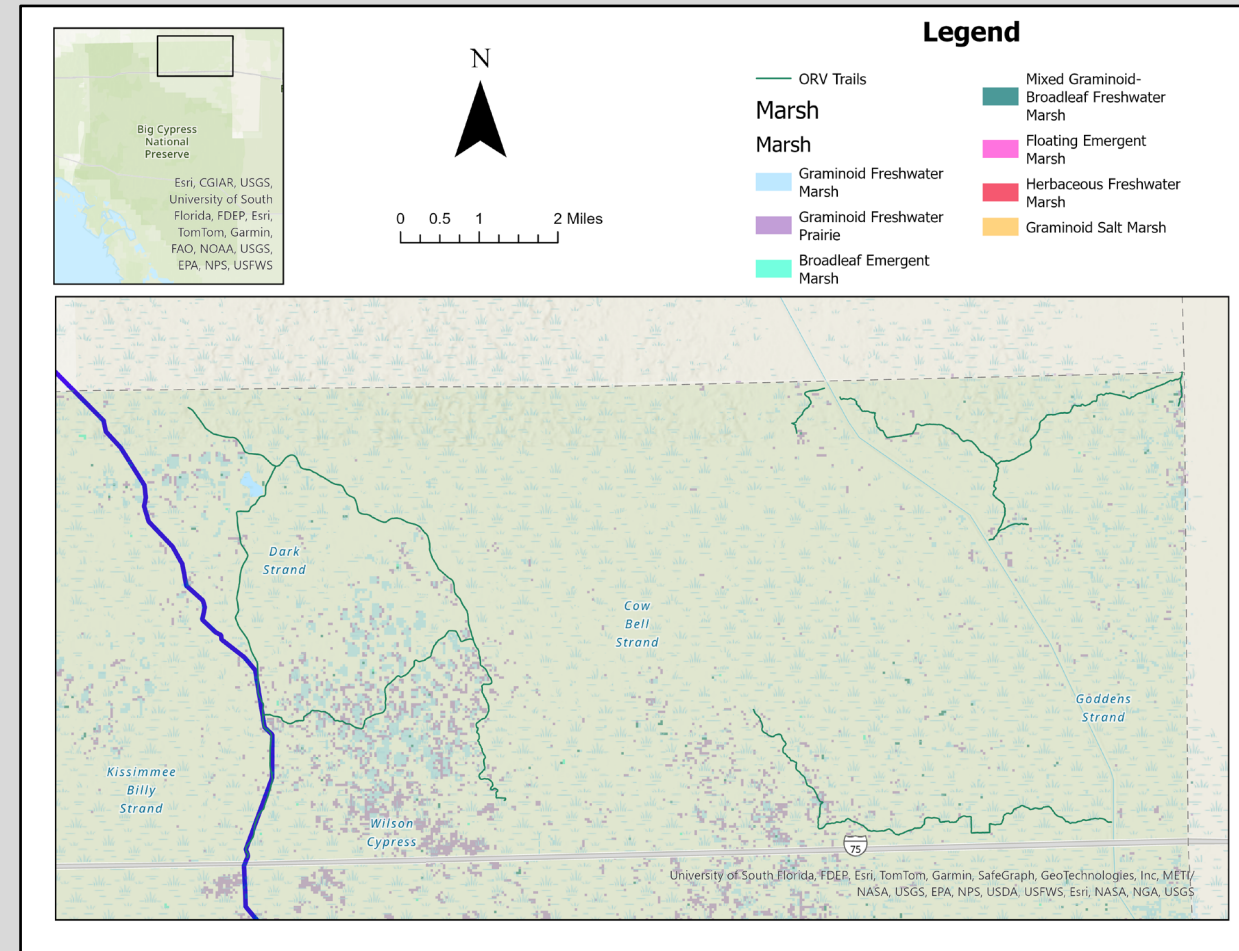 Legend
Big Cypress
National
Preserve
Esri, CGIAR, USGS,
University of South
Florida, FDEP, Esri,
TomTom, Garmin,
FAO, NOAA, USGS,
EPA, NPS, USFWS
N
0 0.5 1 2 Miles
ORV Trails
Marsh
Marsh
Graminoid Freshwater
Marsh
Graminoid Freshwater
Prairie
Broadleaf Emergent
Marsh
Mixed Graminoid-
Broadleaf Freshwater
Marsh
Floating Emergent
Marsh
Herbaceous Freshwater
Marsh
Graminoid Salt Marsh
Dark
Strand
Cow
Bell
Strand
Goddens
Strand
Kissimmee
Billy
Strand
Wilson
Cypress
75
University of South Florida, FDEP, Esri, TomTom, Garmin, SafeGraph, GeoTechnologies, Inc, METI/
NASA, USGS, EPA, NPS, USDA, USFWS, Esri, NASA, NGA, USGS